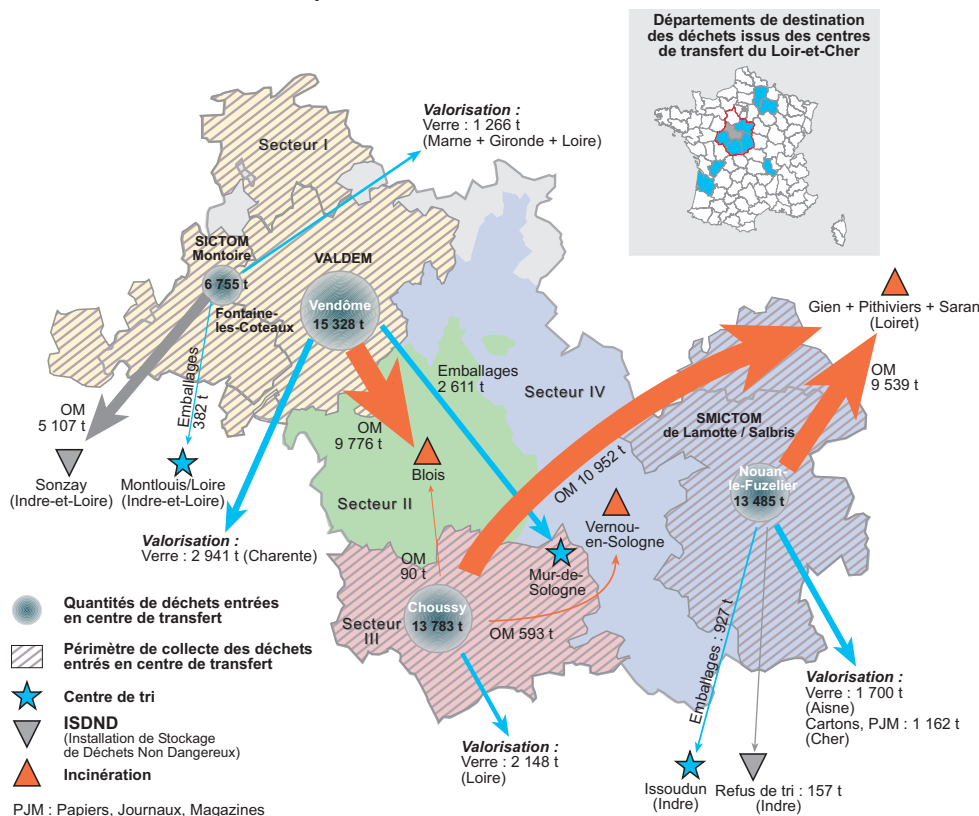 Départements de destination
des déchets issus des centres
de transfert du Loir-et-Cher
Valorisation :
Verre : 1 266 t
(Marne + Gironde + Loire)
Secteur I
SICTOM
Montoire
6 755 t
VALDEM
Fontaine-
les-Coteaux
Vendôme
15 328 t
Gien + Pithiviers + Saran
(Loiret)
Emballages
382 t
Emballages
2 611 t
Secteur IV
OM
9 539 t
OM
5 107 t
OM
9 776 t
SMICTOM
de Lamotte / Salbris
Sonzay
(Indre-et-Loire)
Montlouis/Loire
(Indre-et-Loire)
Blois
OM 10 952 t
Nouan-
le-Fuzelier
13 485 t
Secteur II
Vernou-
en-Sologne
Valorisation :
Verre : 2 941 t (Charente)
OM
90 t
Mur-de-
Sologne
Choussy
13 783 t
Secteur
III
OM 593 t
Emballages : 927 t
Quantités de déchets entrées
en centre de transfert
Périmètre de collecte des déchets
entrés en centre de transfert
Centre de tri
ISDND
(Installation de Stockage
de Déchets Non Dangereux)
Incinération
PJM : Papiers, Journaux, Magazines
Valorisation :
Verre : 2 148 t
(Loire)
Valorisation :
Verre : 1 700 t
(Aisne)
Cartons, PJM : 1 162 t
(Cher)
Issoudun
(Indre)
Refus de tri : 157 t
(Indre)